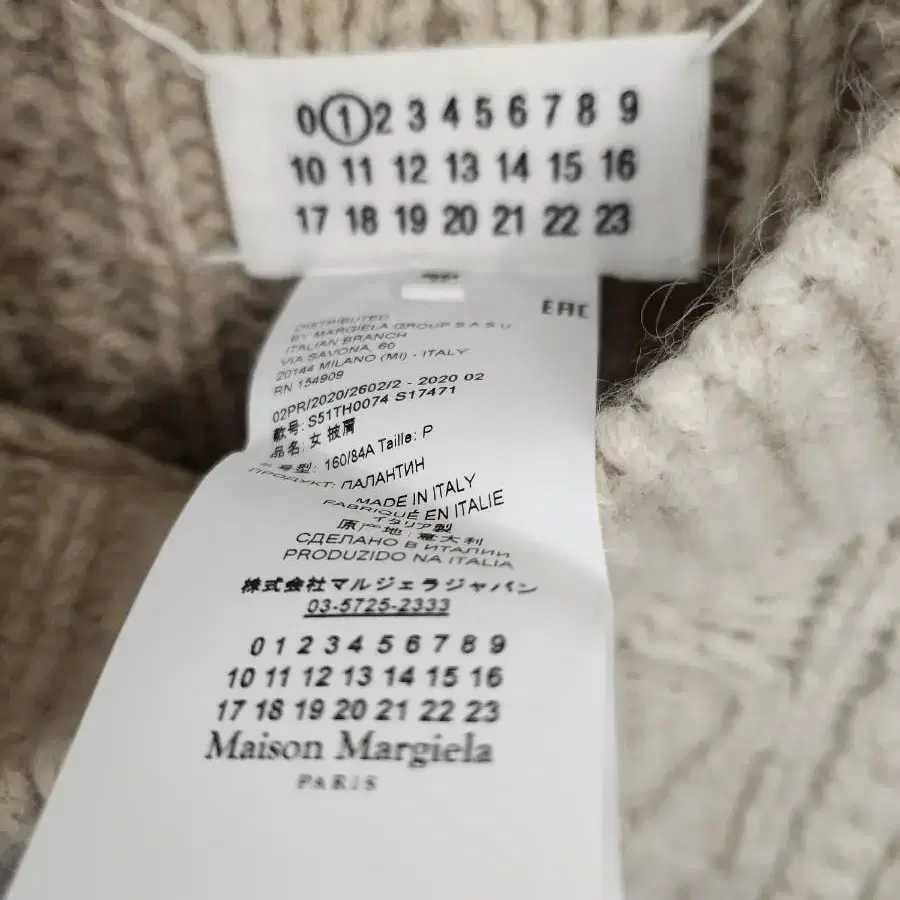 0 1 2 3 4 5 6 7 8 9
10 11 12 13 14 15 16
17 18 19 20 21 22 23
EAC
DISTRIBUTED
BY MARGIELA GROUP S.A.S U
ITALIAN BRANCH
VIA SAVONA, 60
20144 MILANO (MI) - ITALY
RN 154909
02PR/2020/2602/2 - 2020 02
款号: S51TH0074 S17471
品名: 女 披肩
号型: 160/84A Taille: P
ПРОДУКТ: ПАЛАНТИН
MADE IN ITALY
FABRIQUÉ EN ITALIE
イタリア製
原产地: 意大利
СДЕЛАНО В ИТАЛИИ
PRODUZIDO NA ITALIA
株式会社マルジェラジャパン
03-5725-2333
0 1 2 3 4 5 6 7 8 9
10 11 12 13 14 15 16
17 18 19 20 21 22 23
Maison Margiela
PARIS